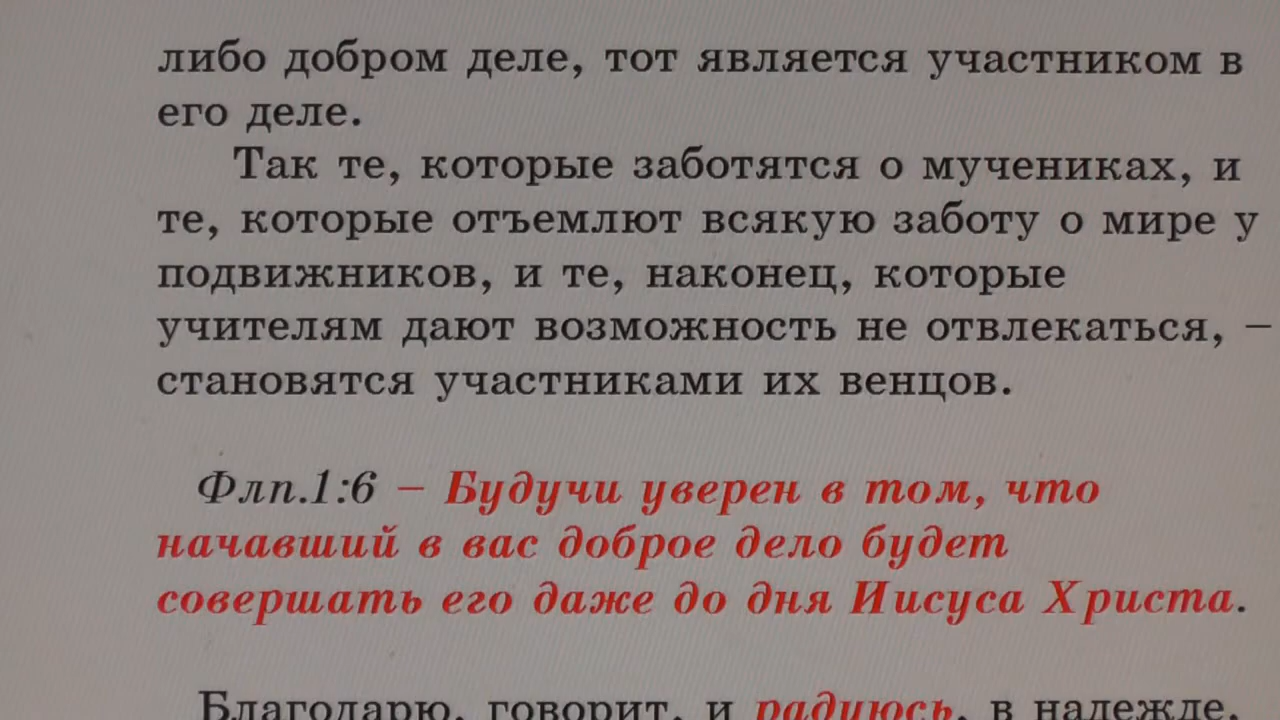 либо добром деле, тот является участником в
его деле.
Так те, которые заботятся о мучениках, и
те, которые отъемлют всякую заботу о мире у
подвижников, и те, наконец, которые
учителям дают возможность не отвлекаться, –
становятся участниками их венцов.
Флп.1:6 – Будучи уверен в том, что
начавший в вас доброе дело будет
совершать его даже до дня Иисуса Христа.
Благодарю, говорит, и радуюсь, в надежде,